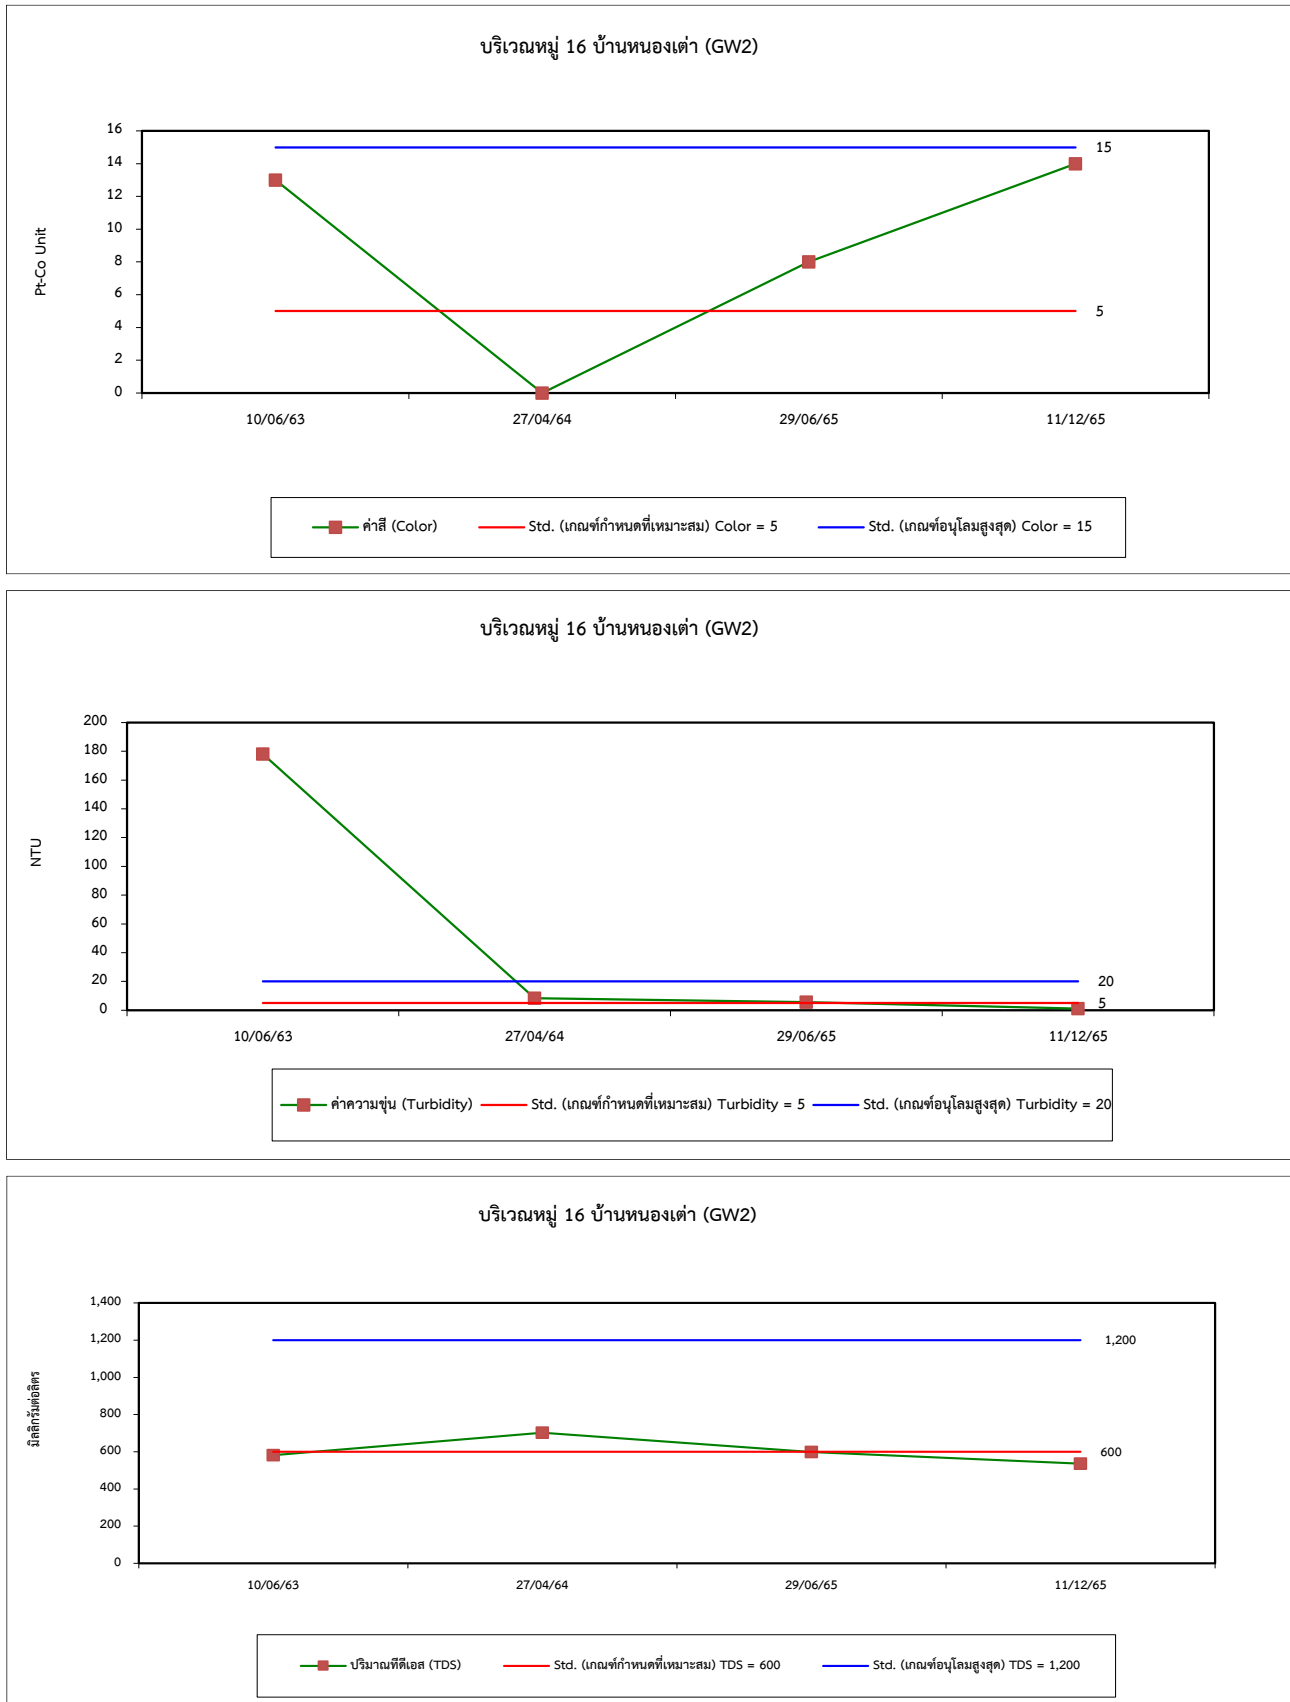 บริเวณหมู่ 16 บ้านหนองเต่า (GW2)
16
14
12
10
8
6
4
2
0
Pt-Co Unit
15
5
10/06/63 27/04/64 29/06/65 11/12/65
ค่าสี (Color) Std. (เกณฑ์กำหนดที่เหมาะสม) Color = 5 Std. (เกณฑ์อนุโลมสูงสุด) Color = 15
บริเวณหมู่ 16 บ้านหนองเต่า (GW2)
200
180
160
140
120
100
80
60
40
20
0
NTU
20
5
10/06/63 27/04/64 29/06/65 11/12/65
ค่าความขุ่น (Turbidity) Std. (เกณฑ์กำหนดที่เหมาะสม) Turbidity = 5 Std. (เกณฑ์อนุโลมสูงสุด) Turbidity = 20
บริเวณหมู่ 16 บ้านหนองเต่า (GW2)
1,400
1,200
1,000
800
600
400
200
0
มิลลิกรัมต่อลิตร
1,200
600
10/06/63 27/04/64 29/06/65 11/12/65
ปริมาณทีดีเอส (TDS) Std. (เกณฑ์กำหนดที่เหมาะสม) TDS = 600 Std. (เกณฑ์อนุโลมสูงสุด) TDS = 1,200